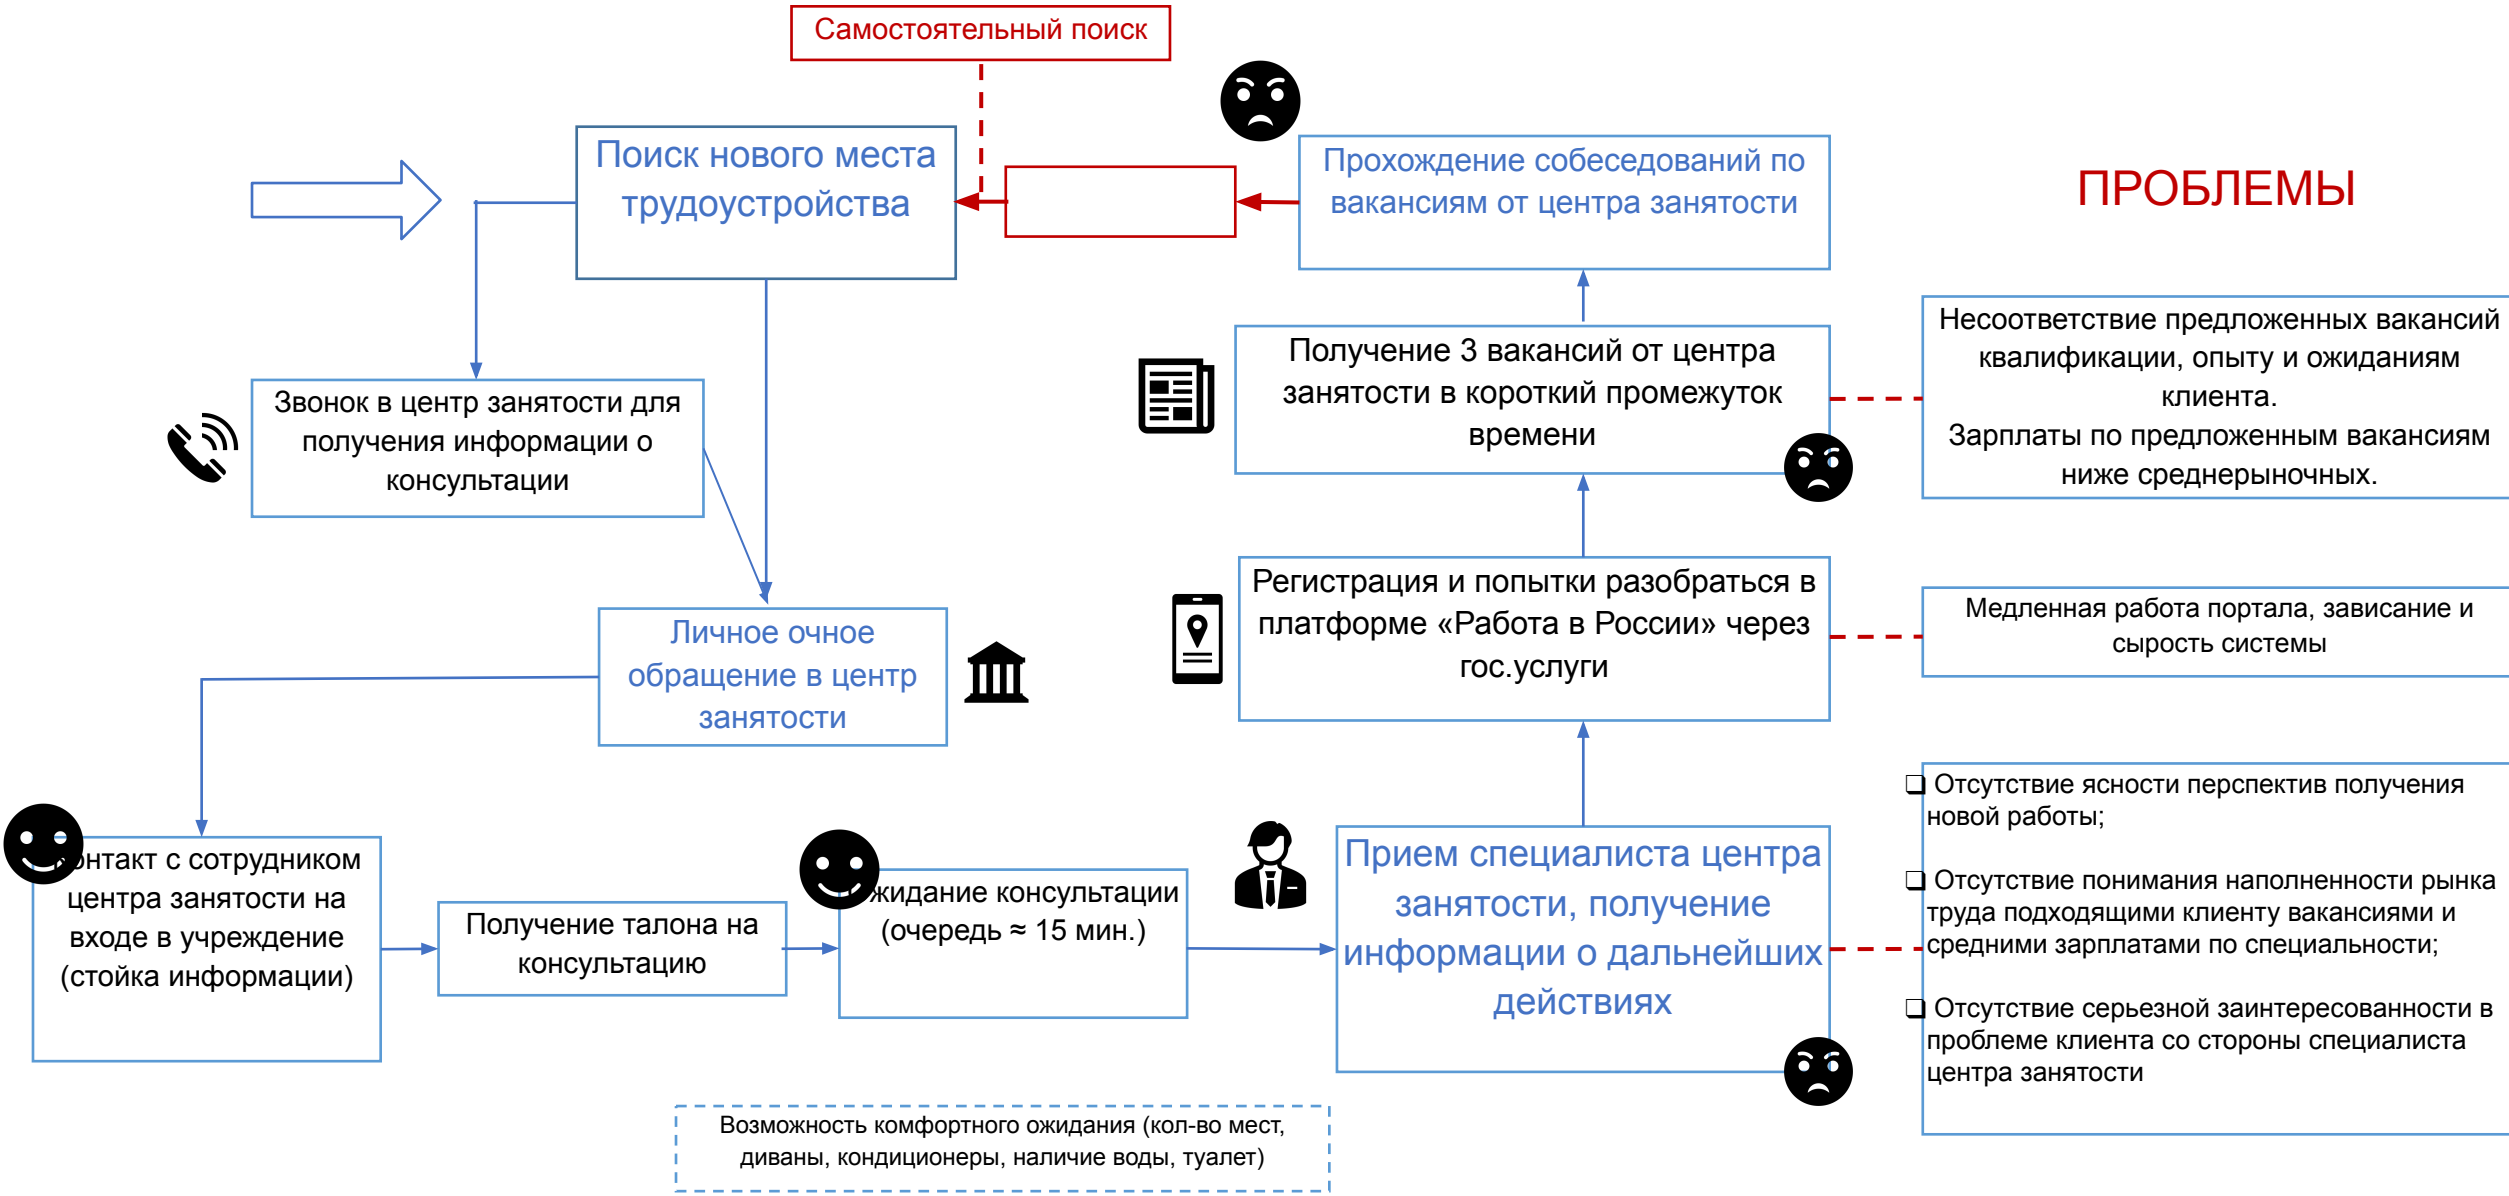 Самостоятельный поиск
Поиск нового места
трудоустройства
Прохождение собеседований по
вакансиям от центра занятости
ПРОБЛЕМЫ
Звонок в центр занятости для
получения информации о
консультации
Получение 3 вакансий от центра
занятости в короткий промежуток
времени
Несоответствие предложенных вакансий
квалификации, опыту и ожиданиям
клиента.
Зарплаты по предложенным вакансиям
ниже среднерыночных.
Личное очное
обращение в центр
занятости
Регистрация и попытки разобраться в
платформе «Работа в России» через
гос.услуги
Медленная работа портала, зависание и
сырость системы
Контакт с сотрудником
центра занятости на
входе в учреждение
(стойка информации)
Получение талона на
консультацию
Ожидание консультации
(очередь ≈ 15 мин.)
Прием специалиста центра
занятости, получение
информации о дальнейших
действиях
❑ Отсутствие ясности перспектив получения
новой работы;
❑ Отсутствие понимания наполненности рынка
труда подходящими клиенту вакансиями и
средними зарплатами по специальности;
❑ Отсутствие серьезной заинтересованности в
проблеме клиента со стороны специалиста
центра занятости
Возможность комфортного ожидания (кол-во мест,
диваны, кондиционеры, наличие воды, туалет)